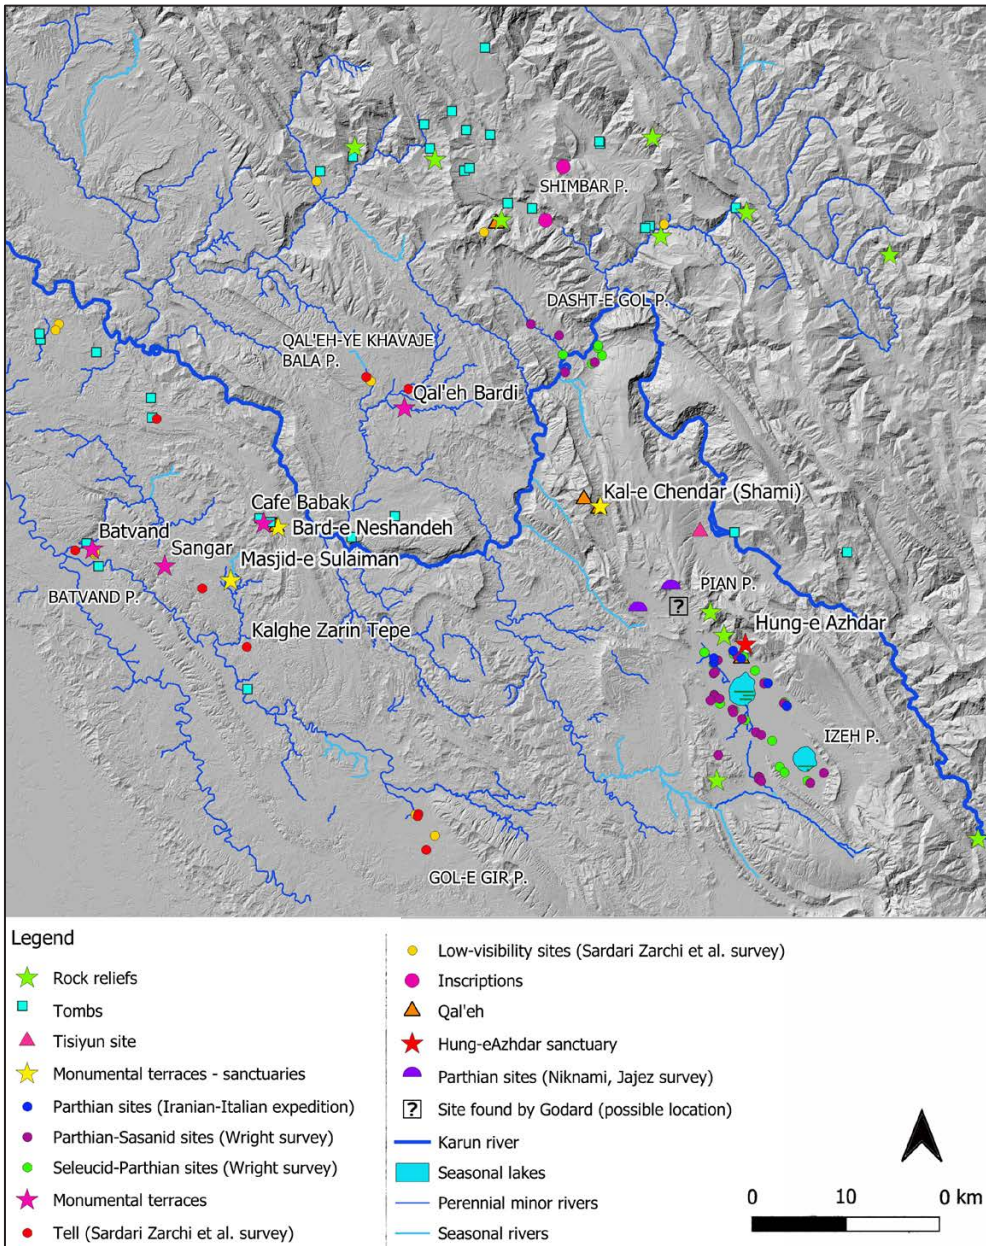 SHIMBAR P.
DASHT-E GOL P.
QAL'EH-YE KHAVAJE
BALA P.
Qal'eh Bardi
Kal-e Chendar (Shami)
Cafe Babak
Bard-e Neshandeh
Batvand
Sangar
Masjid-e Sulaiman
BATVAND P.
PIAN P.
?
Hung-e Azhdar
Kalghe Zarin Tepe
IZEH P.
GOL-E GIR P.
Legend
Rock reliefs
Tombs
Tisiyun site
Monumental terraces - sanctuaries
Parthian sites (Iranian-Italian expedition)
Parthian-Sasanid sites (Wright survey)
Seleucid-Parthian sites (Wright survey)
Monumental terraces
Tell (Sardari Zarchi et al. survey)
Low-visibility sites (Sardari Zarchi et al. survey)
Inscriptions
Qal'eh
Hung-eAzhdar sanctuary
Parthian sites (Niknami, Jajez survey)
? Site found by Godard (possible location)
Karun river
Seasonal lakes
Perennial minor rivers
Seasonal rivers
0 10 0 km